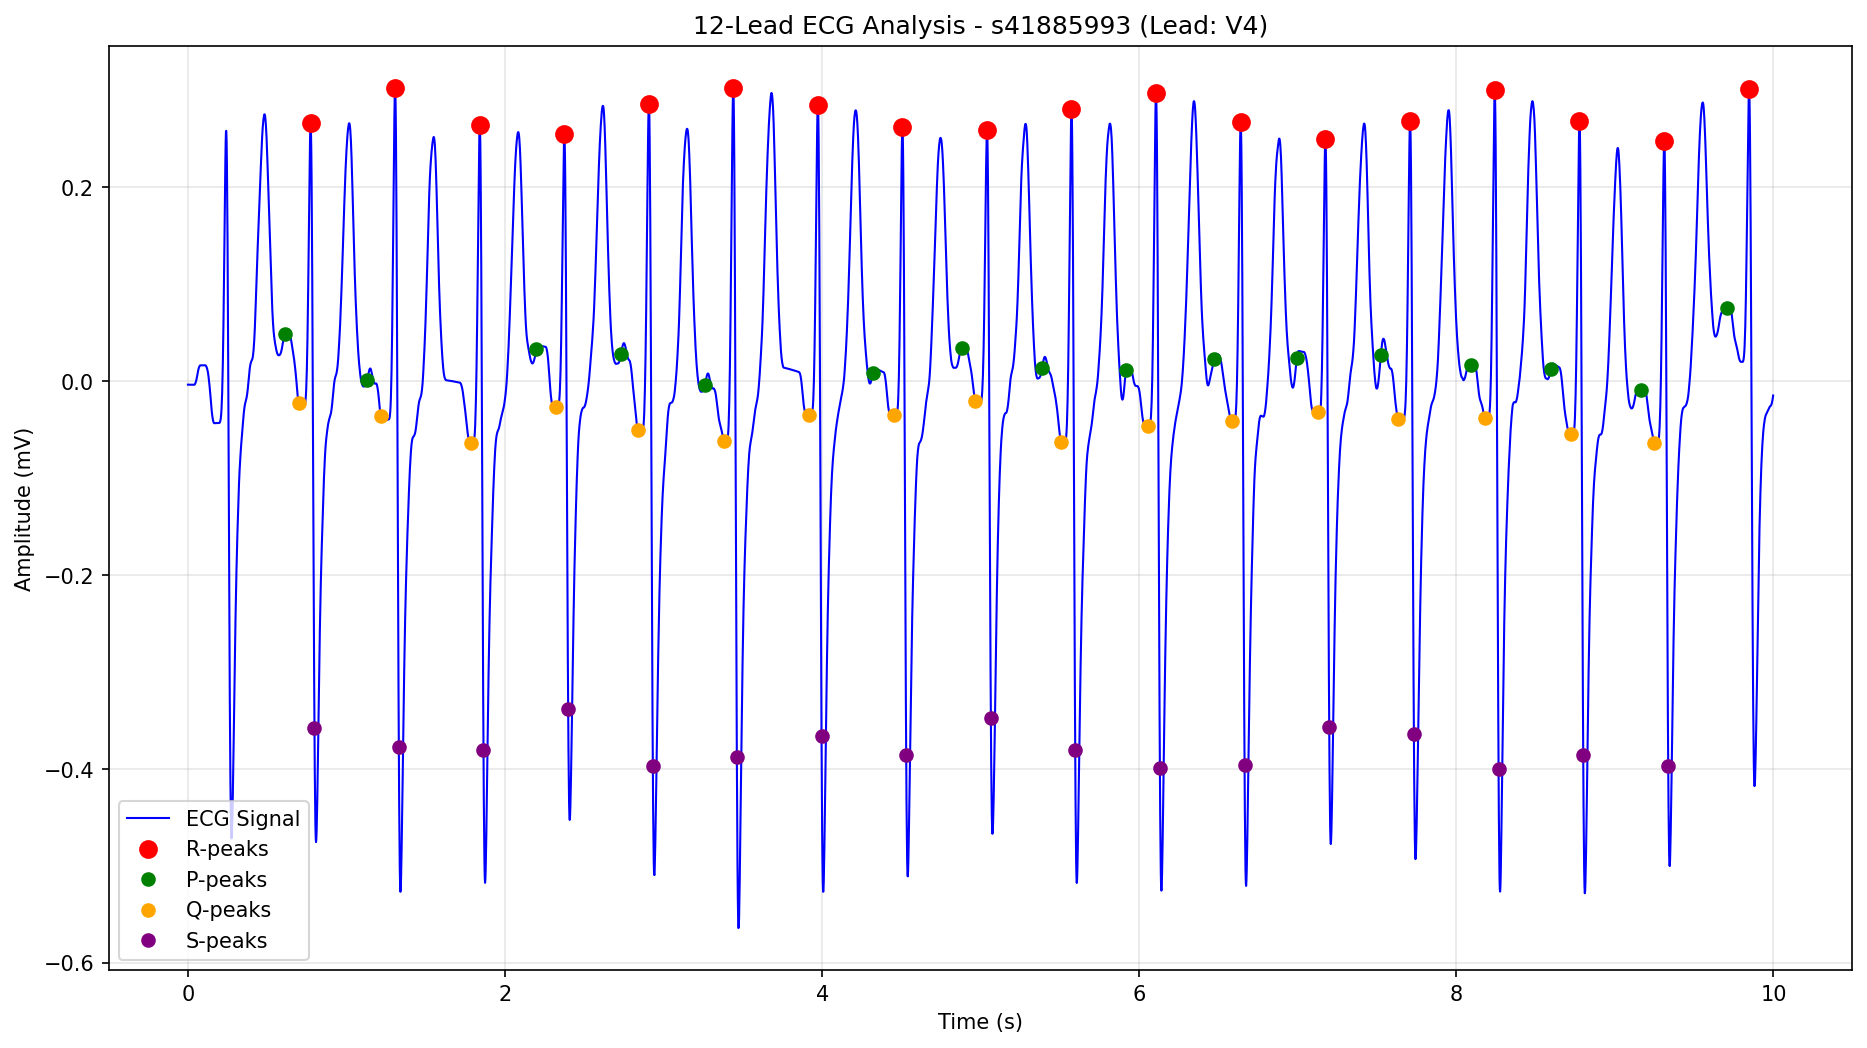 12-Lead ECG Analysis - s41885993 (Lead: V4)
Amplitude (mV)
0.2
0.0
−0.2
−0.4
−0.6
ECG Signal
R-peaks
P-peaks
Q-peaks
S-peaks
0 2 4 6 8 10
Time (s)